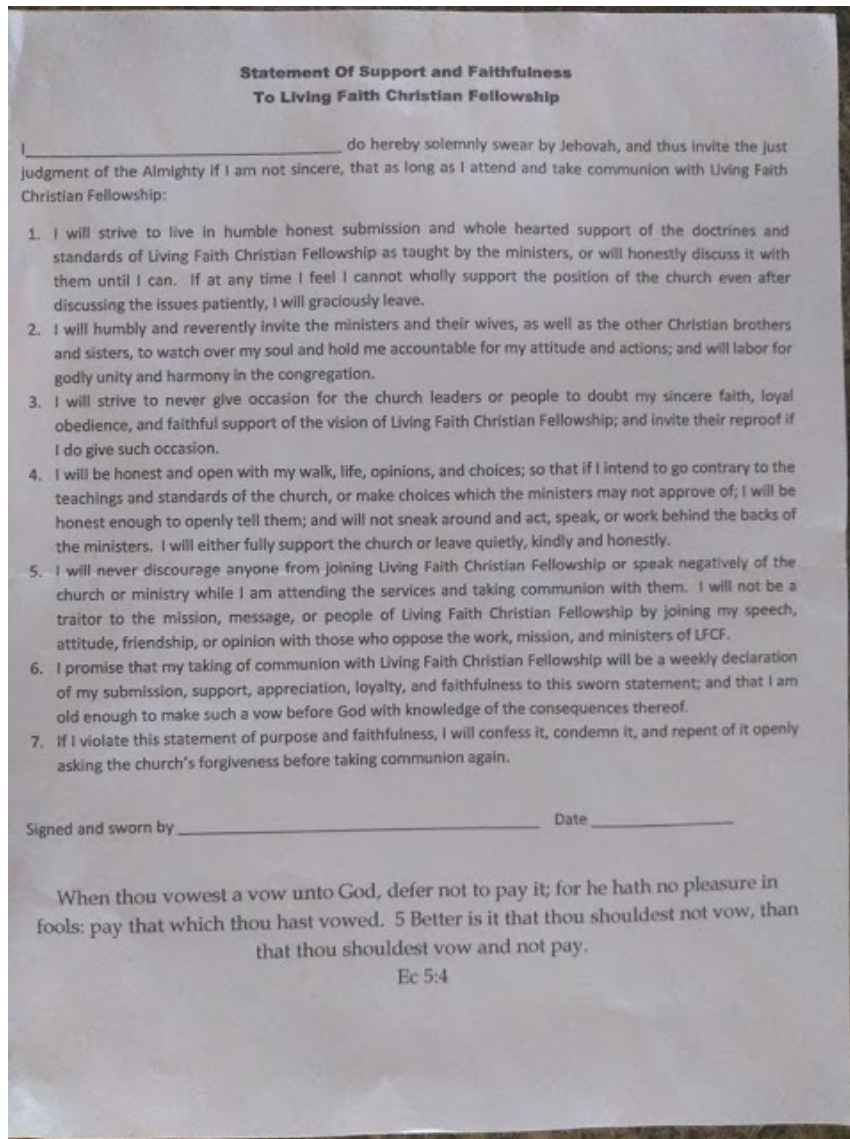 Statement Of Support and Faithfulness
To Living Faith Christian Fellowship
I______________________________ do hereby solemnly swear by Jehovah, and thus invite the just
judgment of the Almighty if I am not sincere, that as long as I attend and take communion with Living Faith
Christian Fellowship:
1. I will strive to live in humble honest submission and whole hearted support of the doctrines and
standards of Living Faith Christian Fellowship as taught by the ministers, or will honestly discuss it with
them until I can. If at any time I feel I cannot wholly support the position of the church even after
discussing the issues patiently, I will graciously leave.
2. I will humbly and reverently invite the ministers and their wives, as well as the other Christian brothers
and sisters, to watch over my soul and hold me accountable for my attitude and actions; and will labor for
godly unity and harmony in the congregation.
3. I will strive to never give occasion for the church leaders or people to doubt my sincere faith, loyal
obedience, and faithful support of the vision of Living Faith Christian Fellowship; and invite their reproof if
I do give such occasion.
4. I will be honest and open with my walk, life, opinions, and choices; so that if I intend to go contrary to the
teachings and standards of the church, or make choices which the ministers may not approve of; I will be
honest enough to openly tell them; and will not sneak around and act, speak, or work behind the backs of
the ministers. I will either fully support the church or leave quietly, kindly and honestly.
5. I will never discourage anyone from joining Living Faith Christian Fellowship or speak negatively of the
church or ministry while I am attending the services and taking communion with them. I will not be a
traitor to the mission, message, or people of Living Faith Christian Fellowship by joining my speech,
attitude, friendship, or opinion with those who oppose the work, mission, and ministers of LFCF.
6. I promise that my taking of communion with Living Faith Christian Fellowship will be a weekly declaration
of my submission, support, appreciation, loyalty, and faithfulness to this sworn statement; and that I am
old enough to make such a vow before God with knowledge of the consequences thereof.
7. If I violate this statement of purpose and faithfulness, I will confess it, condemn it, and repent of it openly
asking the church's forgiveness before taking communion again.
Signed and sworn by ______________________________ Date ____________
When thou vowest a vow unto God, defer not to pay it; for he hath no pleasure in
fools: pay that which thou hast vowed. 5 Better is it that thou shouldest not vow, than
that thou shouldest vow and not pay.
Ec 5:4